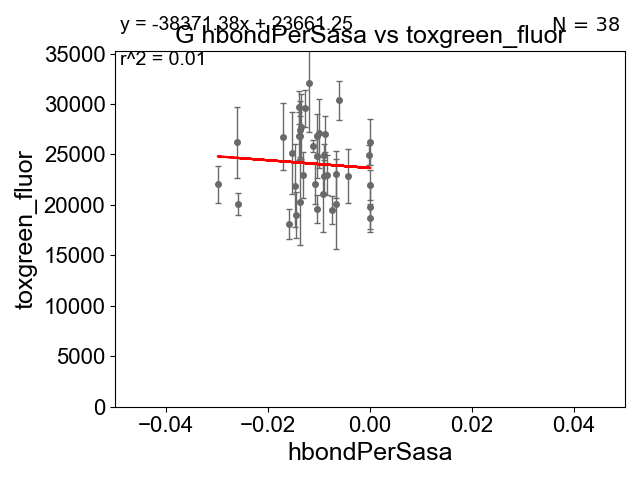 y = -38371.38x + 23661.25
N = 38
G hbondPerSasa vs toxgreen_fluor
r^2 = 0.01
35000
30000
25000
20000
15000
10000
5000
0
toxgreen_fluor
−0.04
−0.02
0.00
0.02
0.04
hbondPerSasa